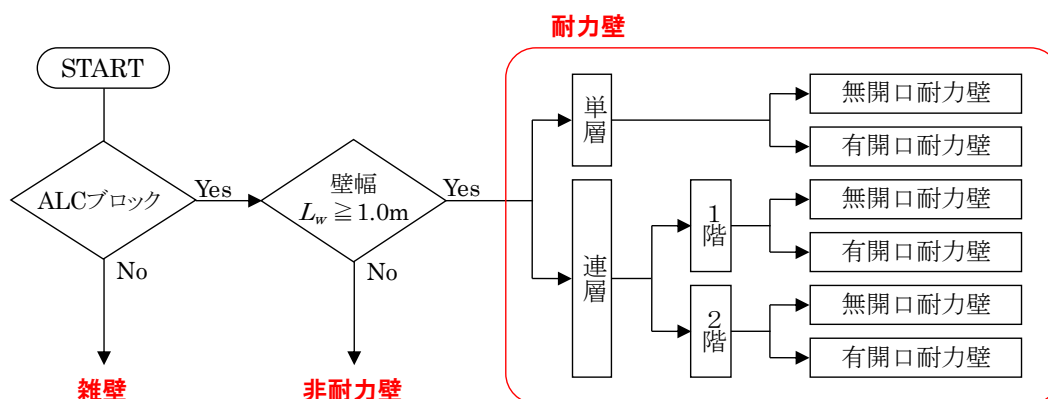 耐力壁
START
ALCブロック
Yes
No
雑壁
壁幅
Lw ≧ 1.0m
Yes
No
非耐力壁
単層
無開口耐力壁
有開口耐力壁
連層
1階
無開口耐力壁
有開口耐力壁
2階
無開口耐力壁
有開口耐力壁